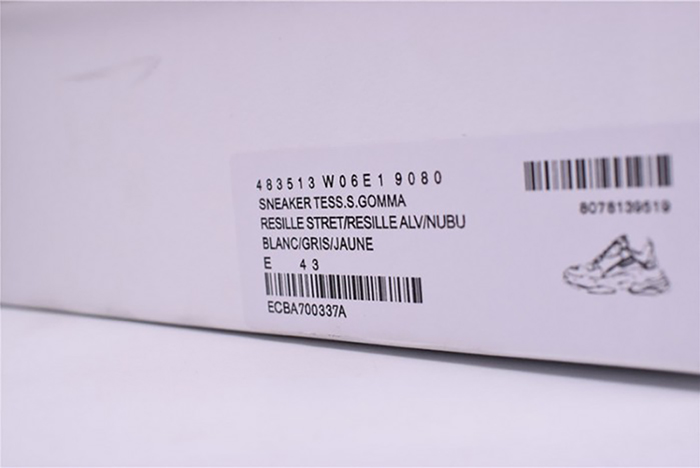 483513 W06E1 9080
SNEAKER TESS.S.GOMMA
RESILLE STRET/RESILLE ALV/NUBU
BLANC/GRIS/JAUNE
E 43
ECBA700337A
8078139519